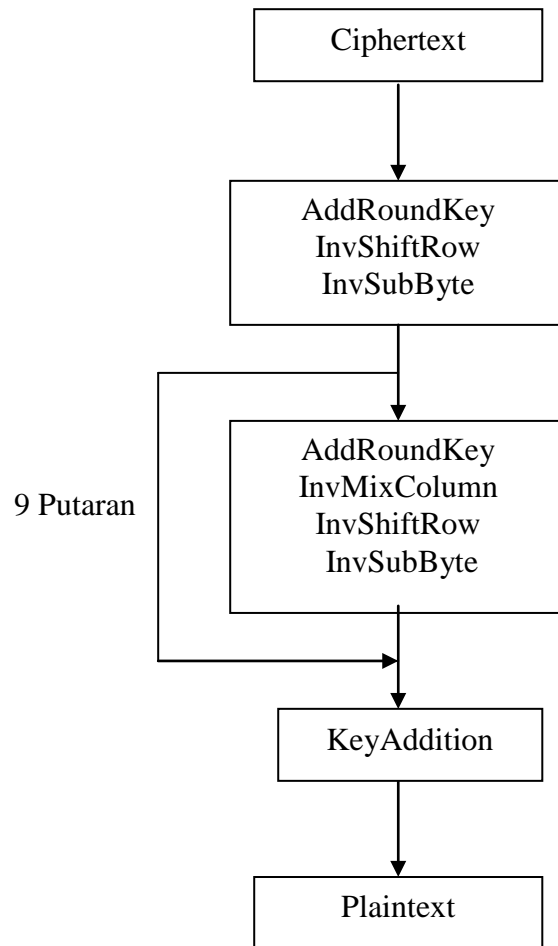 Ciphertext
AddRoundKey
InvShiftRow
InvSubByte
9 Putaran
AddRoundKey
InvMixColumn
InvShiftRow
InvSubByte
KeyAddition
Plaintext